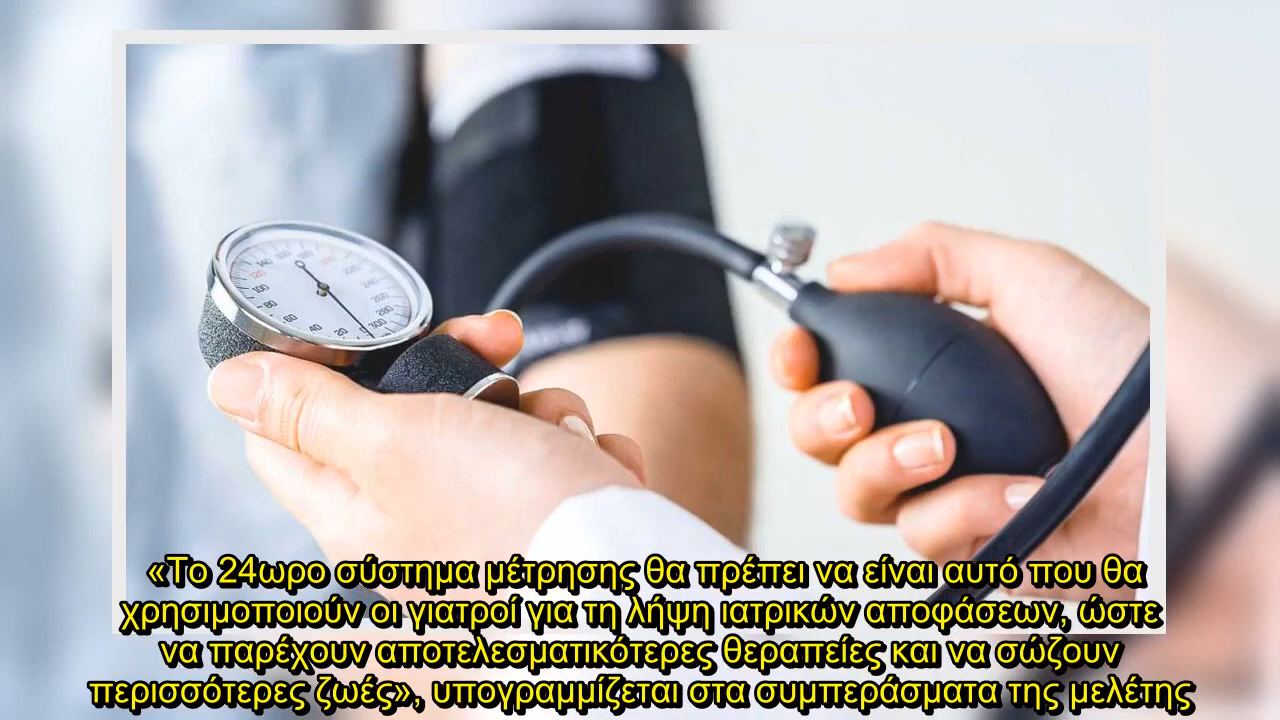 «Το 24ωρο σύστημα μέτρησης θα πρέπει να είναι αυτό που θα
χρησιμοποιούν οι γιατροί για τη λήψη ιατρικών αποφάσεων, ώστε
να παρέχουν αποτελεσματικότερες θεραπείες και να σώζουν
περισσότερες ζωές», υπογραμμίζεται στα συμπεράσματα της μελέτης